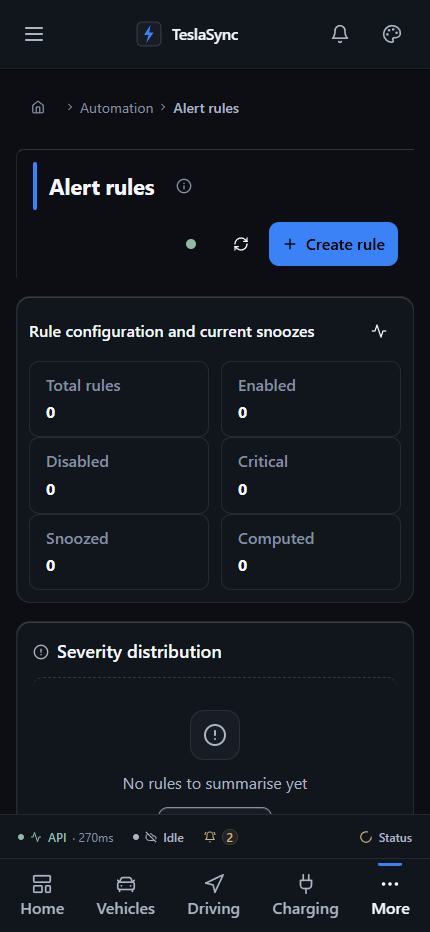 TeslaSync
Automation
Alert rules
Alert rules
Create rule
Rule configuration and current snoozes
Total rules
0
Enabled
0
Disabled
0
Critical
0
Snoozed
0
Computed
0
Severity distribution
No rules to summarise yet
API · 270ms
Idle
2
Status
Home
Vehicles
Driving
Charging
More